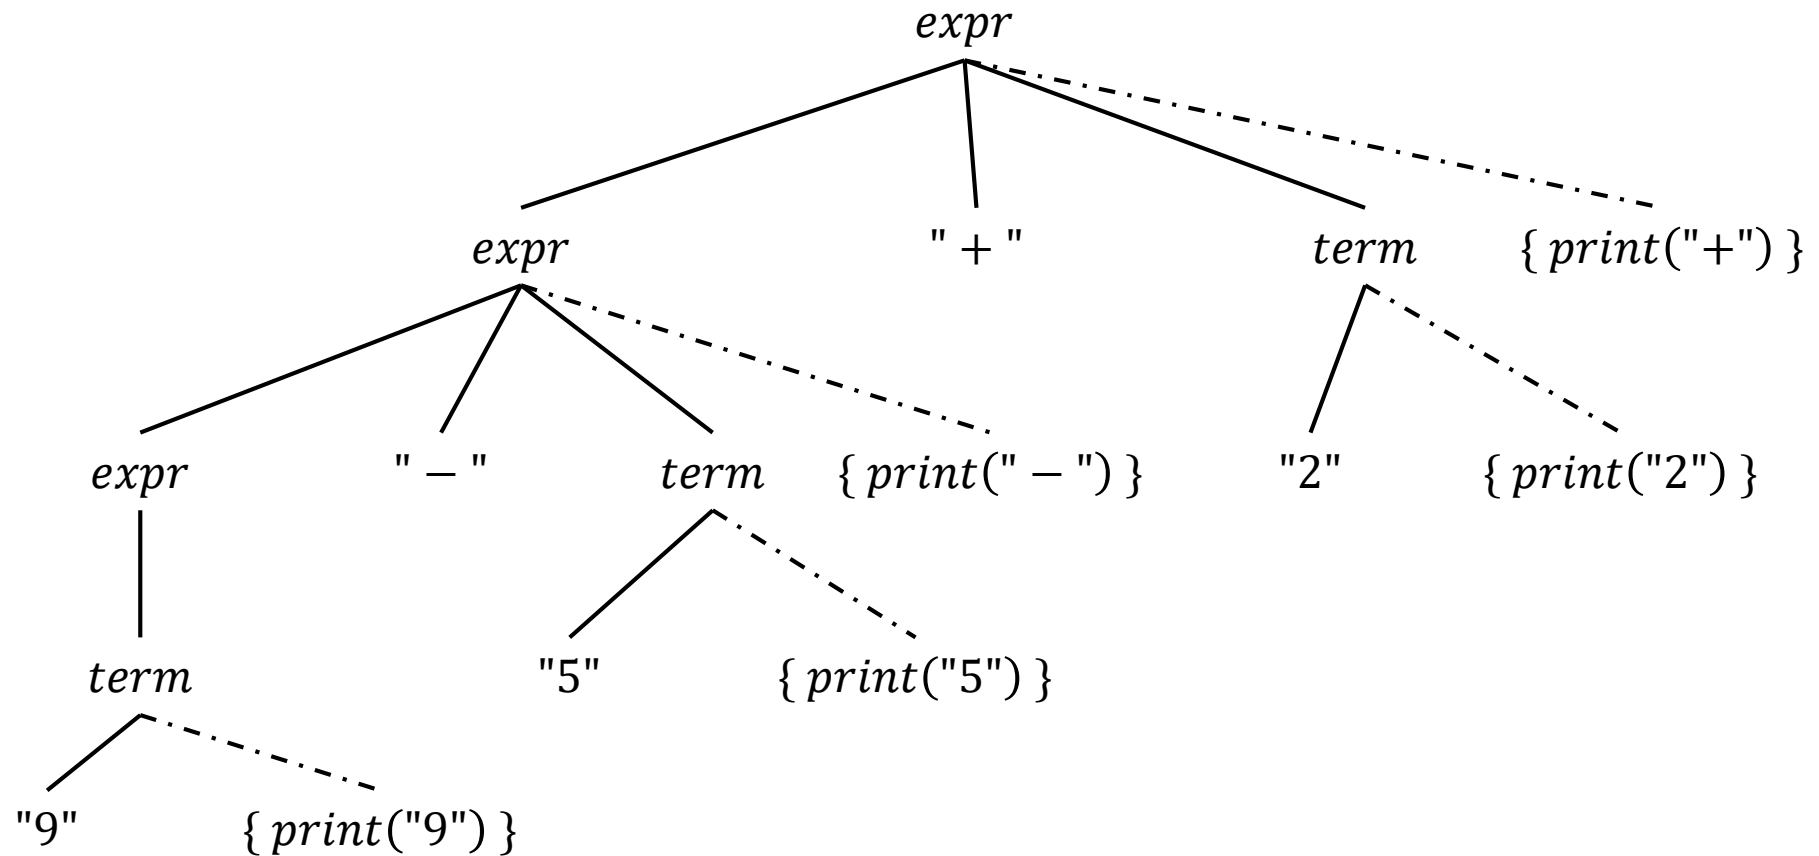 expr
expr " + " term { print("+") }
expr " − " term { print(" − ") } "2" { print("2") }
term "5" { print("5") }
"9" { print("9") }